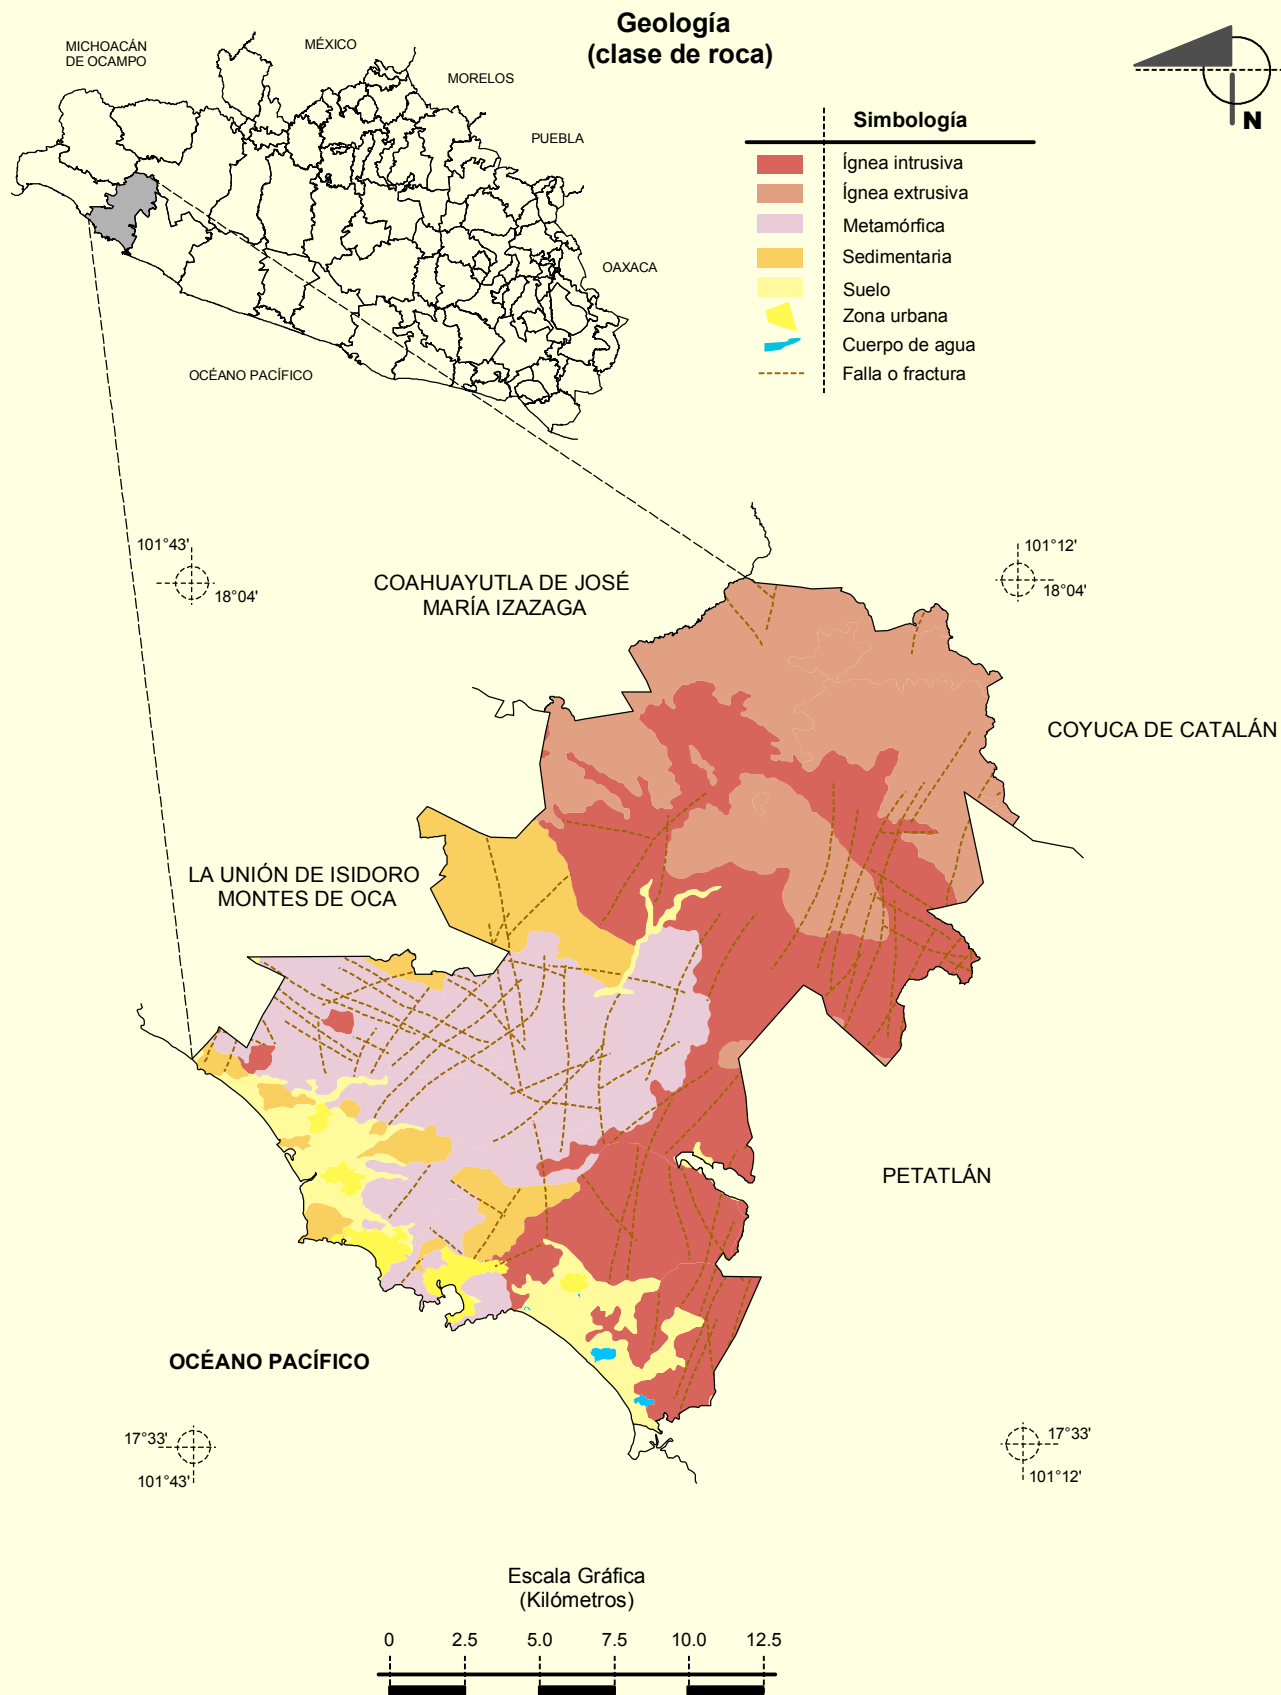 Geología
(clase de roca)
MICHOACÁN
DE OCAMPO
MÉXICO
MORELOS
PUEBLA
OAXACA
OCÉANO PACÍFICO
N
Simbología
Ígnea intrusiva
Ígnea extrusiva
Metamórfica
Sedimentaria
Suelo
Zona urbana
Cuerpo de agua
Falla o fractura
101°43'
18°04'
101°12'
18°04'
COAHUAYUTLA DE JOSÉ
MARÍA IZAZAGA
COYUCA DE CATALÁN
LA UNIÓN DE ISIDORO
MONTES DE OCA
PETATLÁN
OCÉANO PACÍFICO
17°33'
101°43'
17°33'
101°12'
Escala Gráfica
(Kilómetros)
0 2.5 5.0 7.5 10.0 12.5